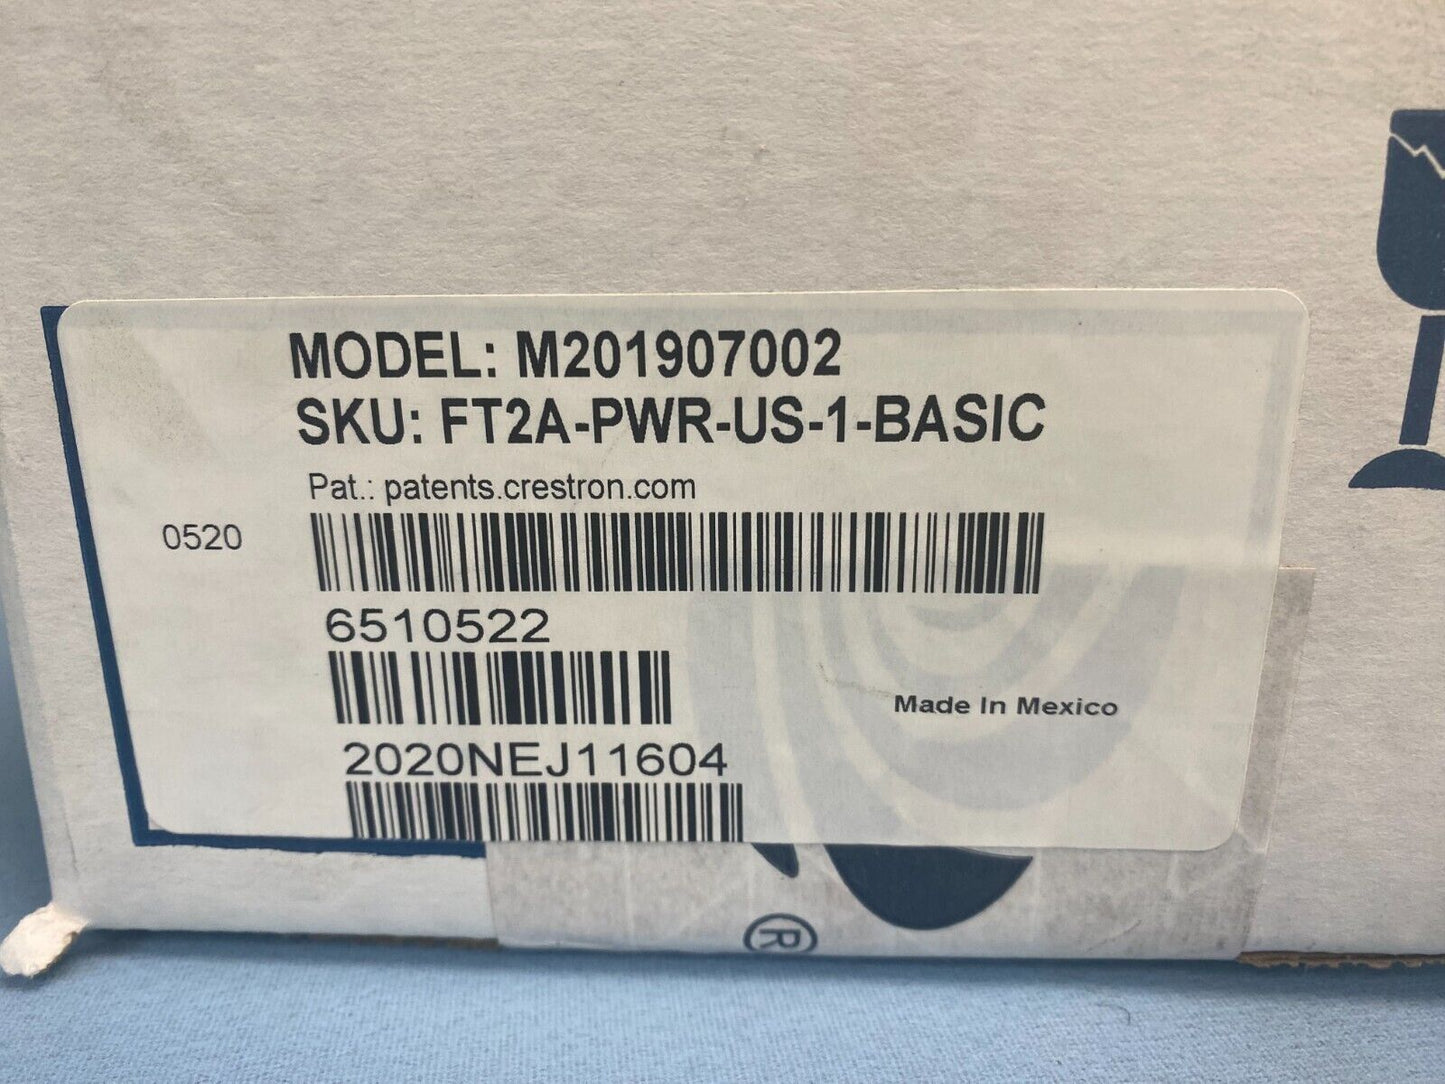 MODEL: M201907002
SKU: FT2A-PWR-US-1-BASIC
Pat.: patents.crestron.com
0520
6510522
Made In Mexico
2020NEJ11604
®